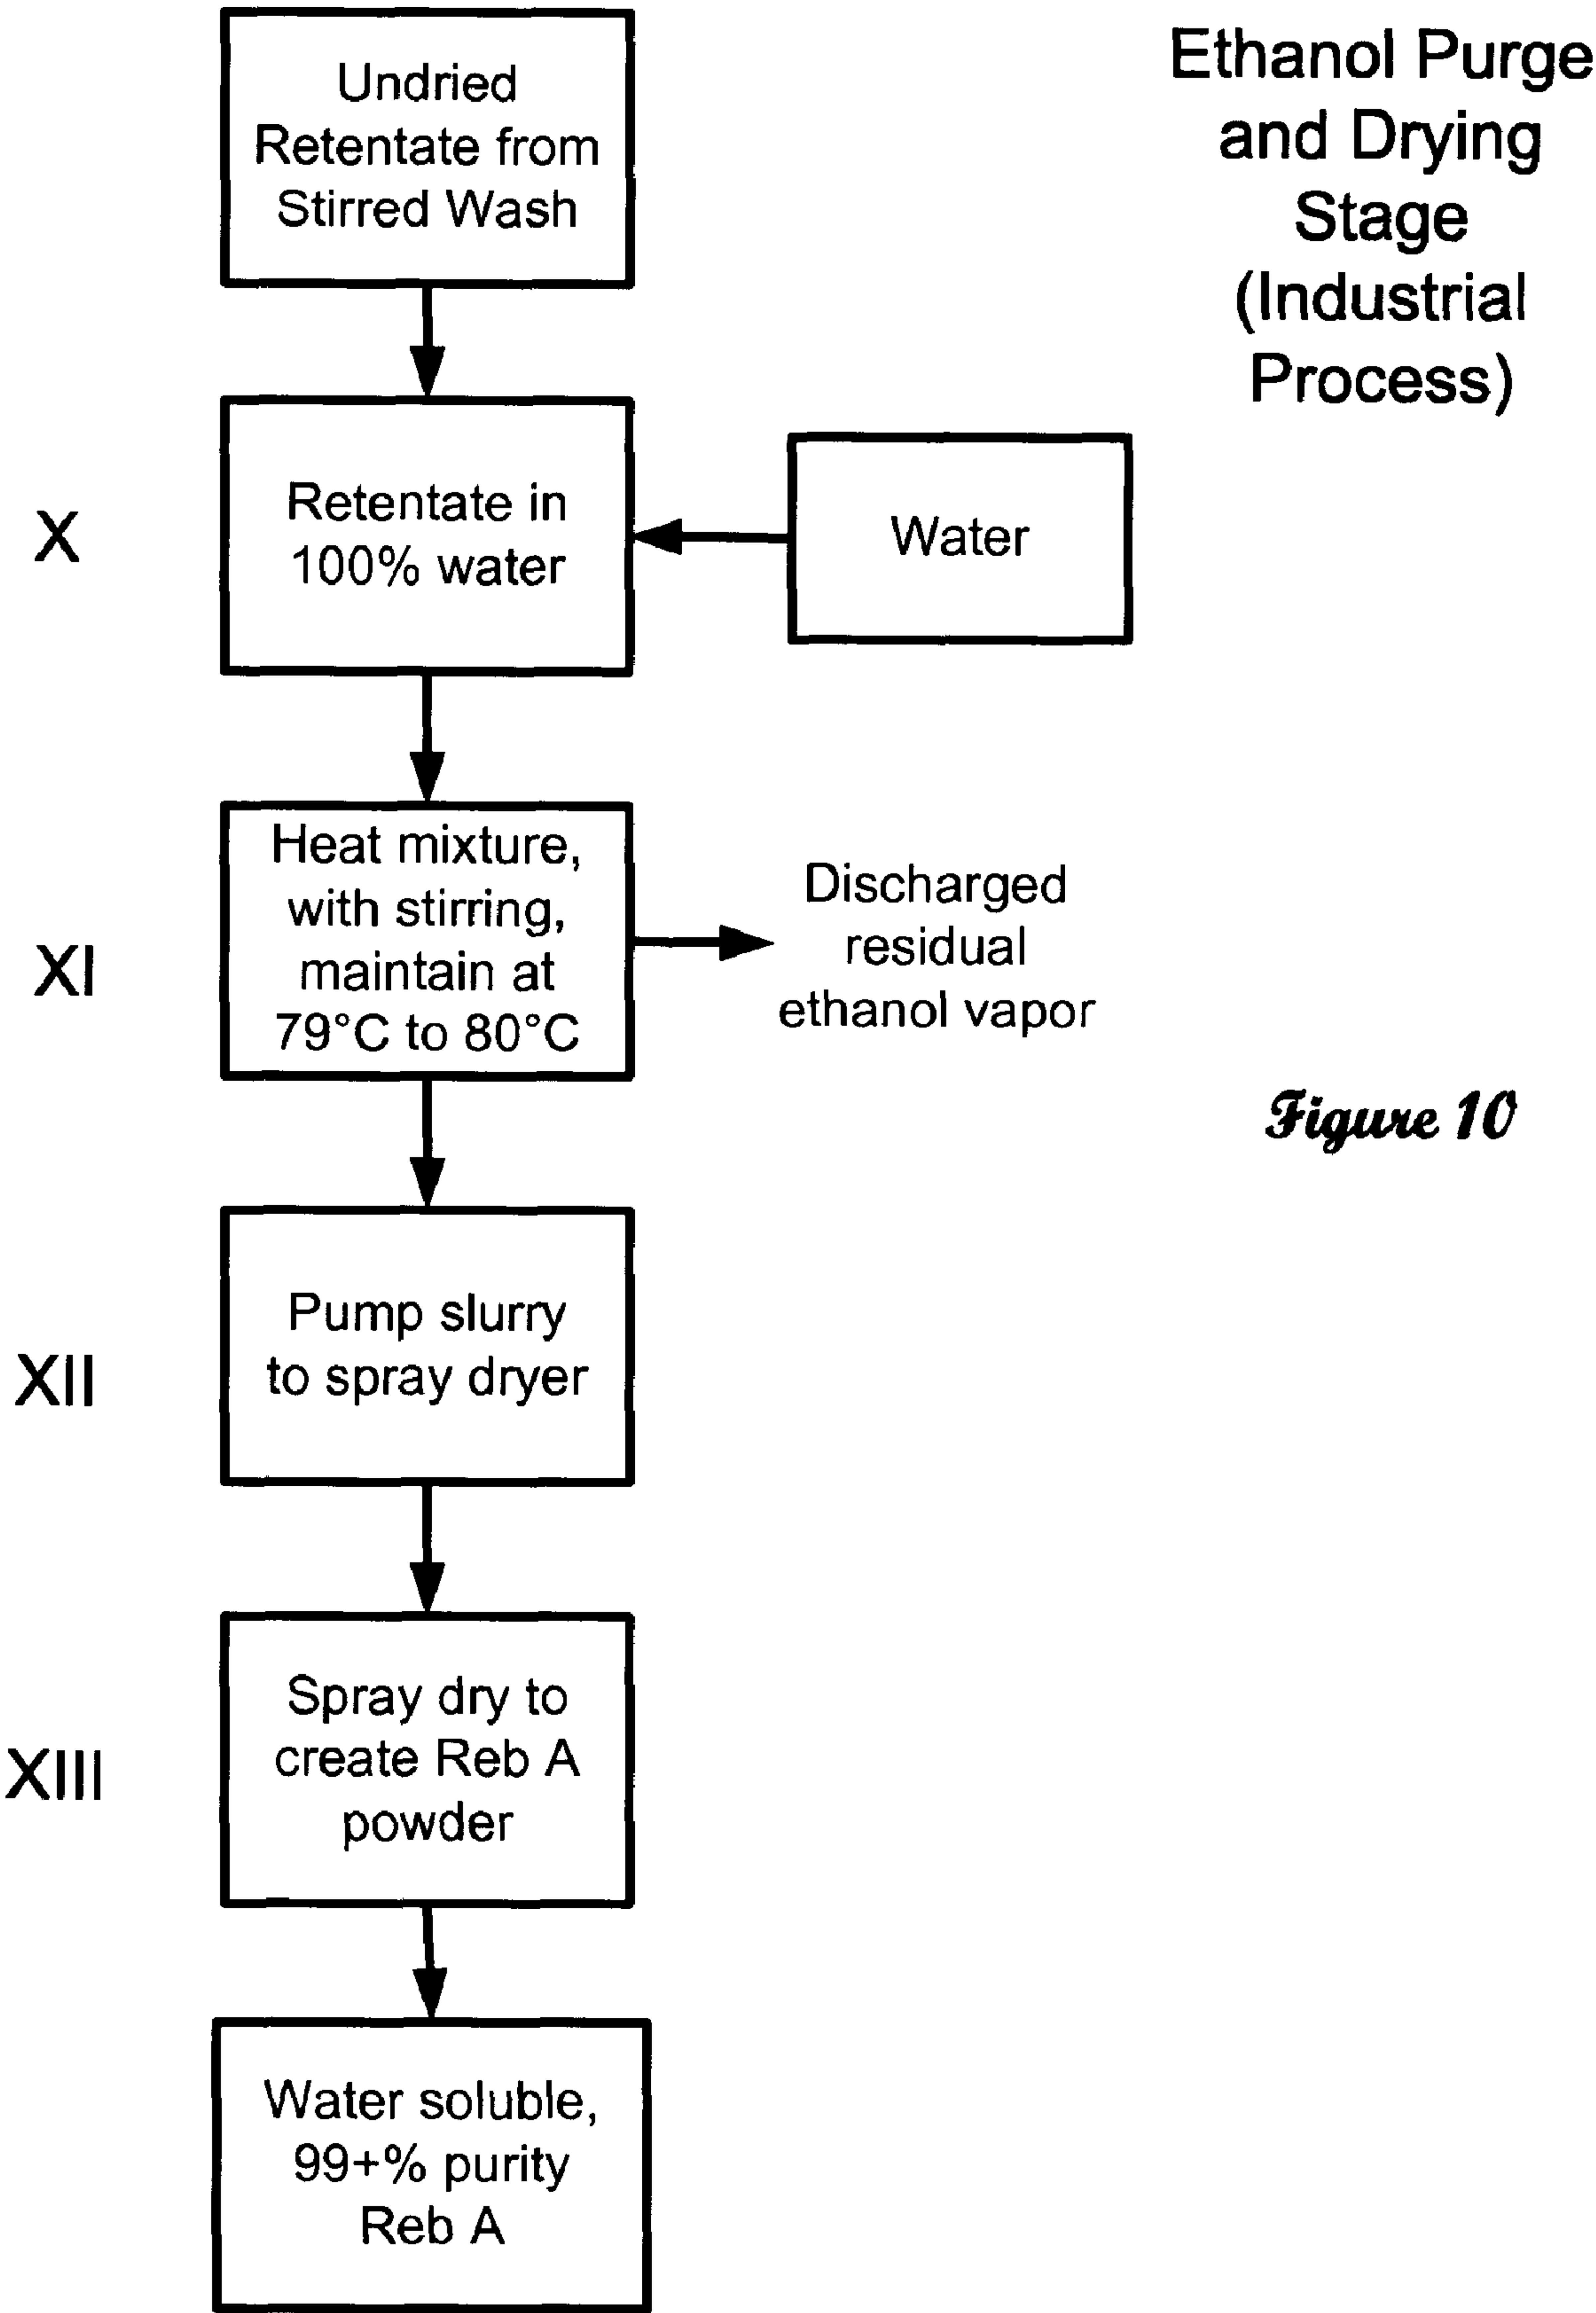 Ethanol Purge
and Drying
Stage
(Industrial
Process)
Undried
Retentate from
Stirred Wash
X
Retentate in
100% water
Water
XI
Heat mixture,
with stirring,
maintain at
79°C to 80°C
Discharged
residual
ethanol vapor
Figure 10
XII
Pump slurry
to spray dryer
XIII
Spray dry to
create Reb A
powder
Water soluble,
99+% purity
Reb A